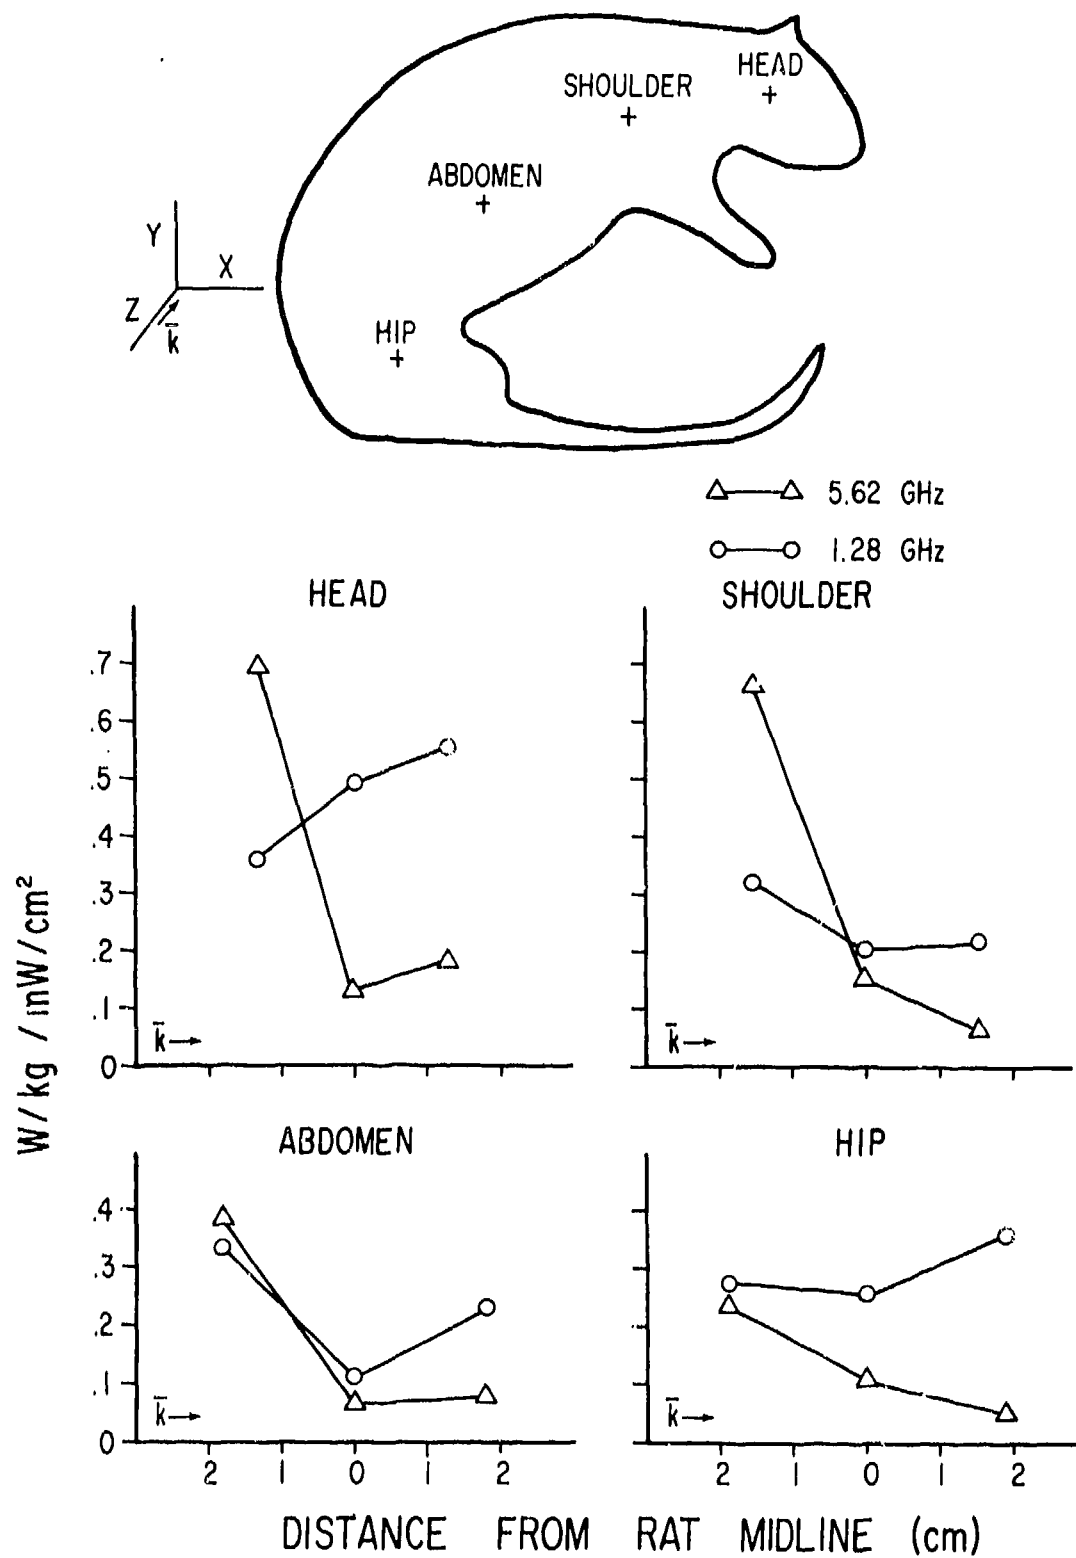 HEAD
SHOULDER
ABDOMEN
Y
X
Z
k̄
HIP
5.62 GHz
1.28 GHz
HEAD
SHOULDER
.7
.6
.5
.4
.3
.2
.1
0
k̄
k̄
W/kg / mW/cm²
ABDOMEN
HIP
.4
.3
.2
.1
0
k̄
k̄
2 1 0 1 2
2 1 0 1 2
DISTANCE FROM RAT MIDLINE (cm)